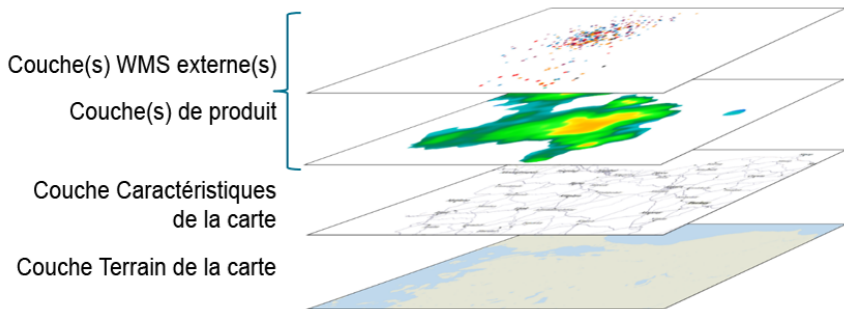 Couche(s) WMS externe(s)
Couche(s) de produit
Couche Caractéristiques
de la carte
Couche Terrain de la carte